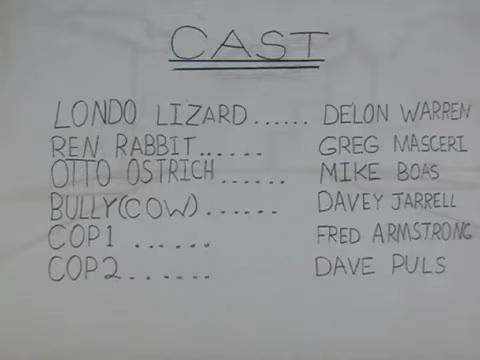 CAST
LONDO LIZARD...... DELON WARREN
REN RABBIT...... GREG MASCERI
OTTO OSTRICH...... MIKE BOAS
BULLY(COW)...... DAVEY JARRELL
COP1 ...... FRED ARMSTRONG
COP2....... DAVE PULS